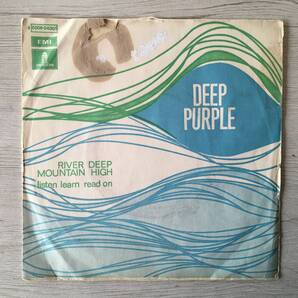 EMI
DEEP
PURPLE
RIVER DEEP
MOUNTAIN HIGH
listen learn read on